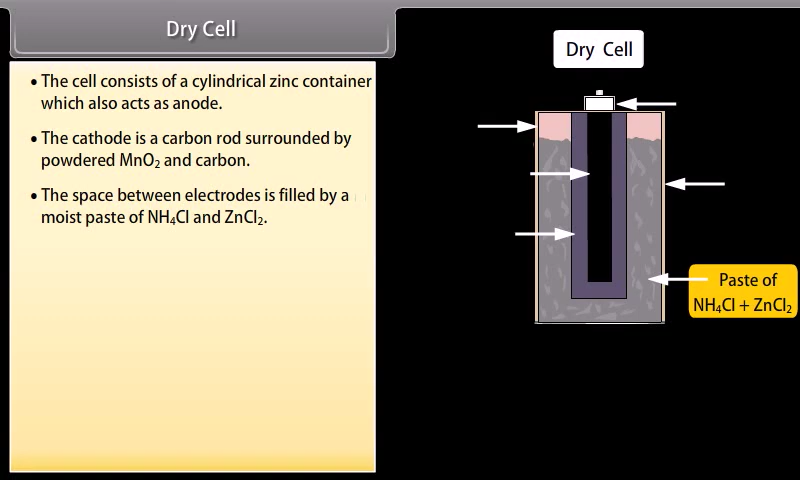 Dry Cell
• The cell consists of a cylindrical zinc container
which also acts as anode.
• The cathode is a carbon rod surrounded by
powdered MnO₂ and carbon.
• The space between electrodes is filled by a
moist paste of NH₄Cl and ZnCl₂.
Dry Cell
Paste of
NH₄Cl + ZnCl₂